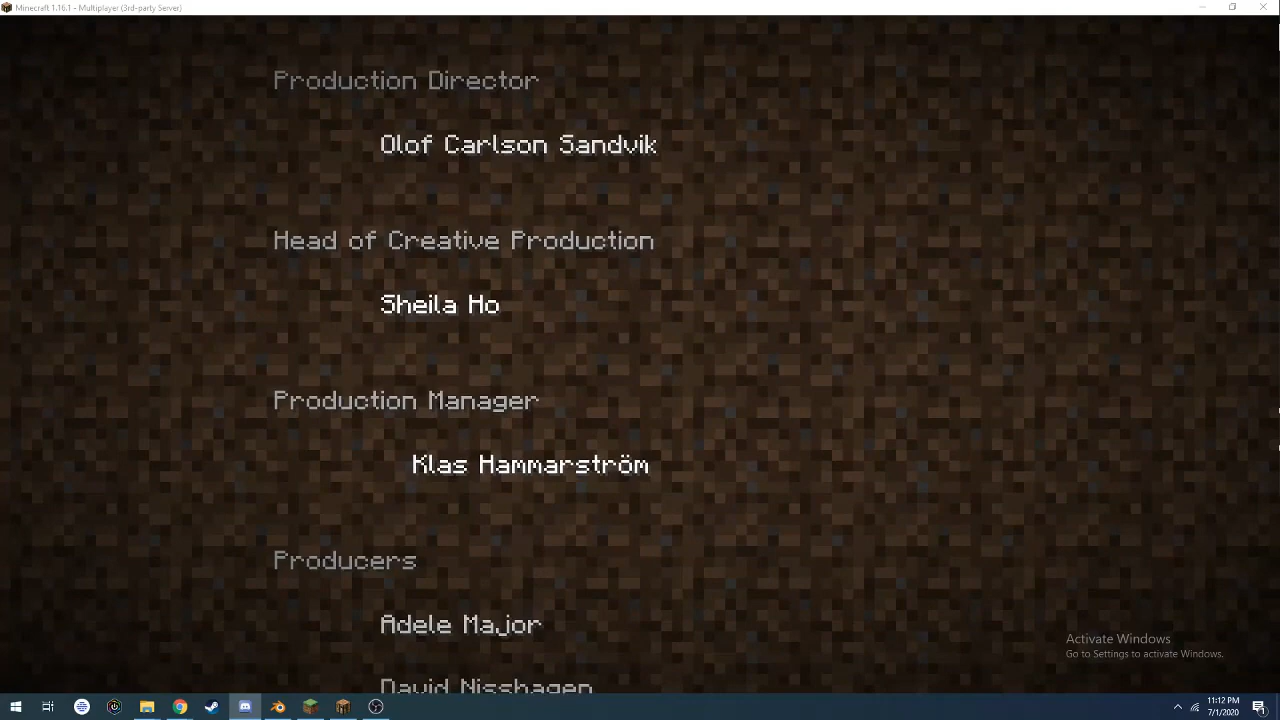 Minecraft 1.16.1 - Multiplayer (3rd-party Server)
Production Director
Olof Carlson Sandvik
Head of Creative Production
Sheila Ho
Production Manager
Klas Hammarström
Producers
Adele Major
David Nisshagen
Activate Windows
Go to Settings to activate Windows.
11:12 PM
7/1/2020
1